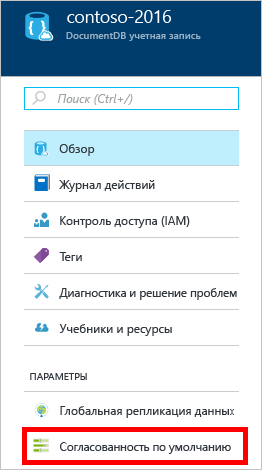 contoso-2016
DocumentDB учетная запись
Поиск (Ctrl+/)
Обзор
Журнал действий
Контроль доступа (IAM)
Теги
Диагностика и решение проблем
Учебники и ресурсы
ПАРАМЕТРЫ
Глобальная репликация данных
Согласованность по умолчанию